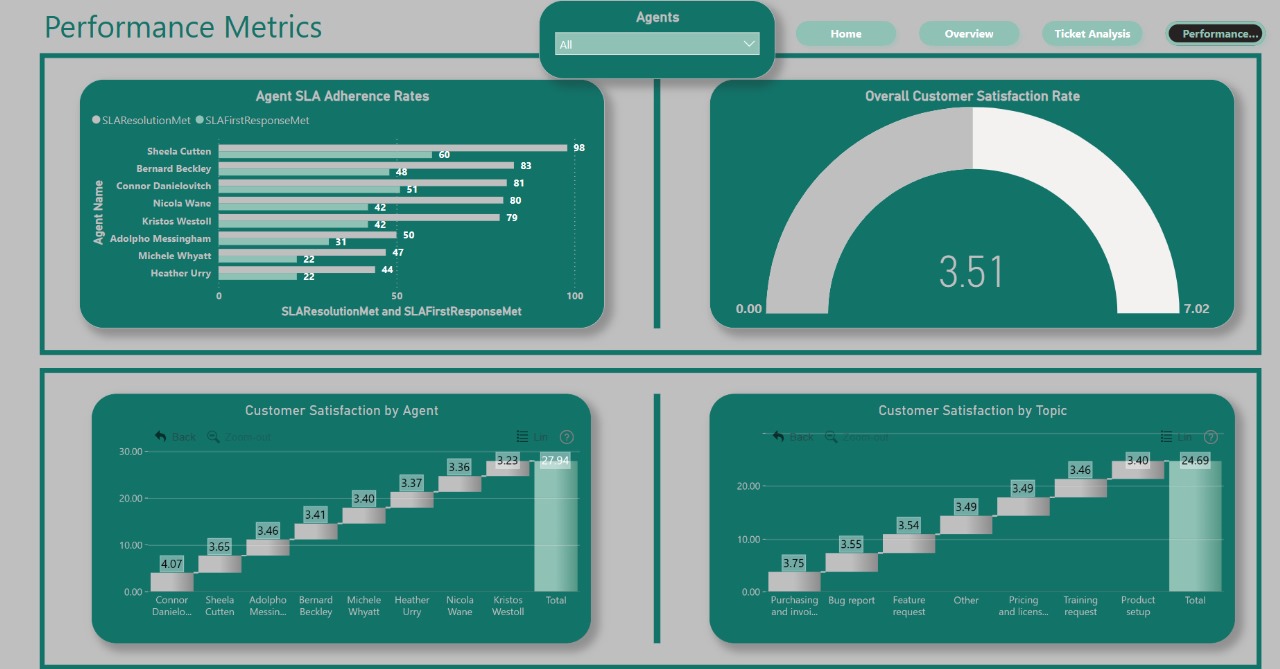 Performance Metrics
Agents
All
Home
Overview
Ticket Analysis
Performance...
Agent SLA Adherence Rates
SLAResolutionMet SLAFirstResponseMet
Agent Name
Sheela Cutten 98
60
Bernard Beckley 83
48
Connor Danielovitch 81
51
Nicola Wane 80
42
Kristos Westoll 79
42
Adolpho Messingham 50
31
Michele Whyatt 47
22
Heather Urry 44
22
0 50 100
SLAResolutionMet and SLAFirstResponseMet
Overall Customer Satisfaction Rate
3.51
0.00 7.02
Customer Satisfaction by Agent
Back Zoom-out Lin ?
30.00
20.00
10.00
0.00
4.07 3.65 3.46 3.41 3.40 3.37 3.36 3.23 27.94
Connor Sheela Adolpho Bernard Michele Heather Nicola Kristos Total
Danielo... Cutten Messin... Beckley Whyatt Urry Wane Westoll
Customer Satisfaction by Topic
Back Zoom-out Lin ?
20.00
10.00
0.00
3.75 3.55 3.54 3.49 3.49 3.46 3.40 24.69
Purchasing Bug report Feature Other Pricing Training Product Total
and invoi... request and licens... request setup